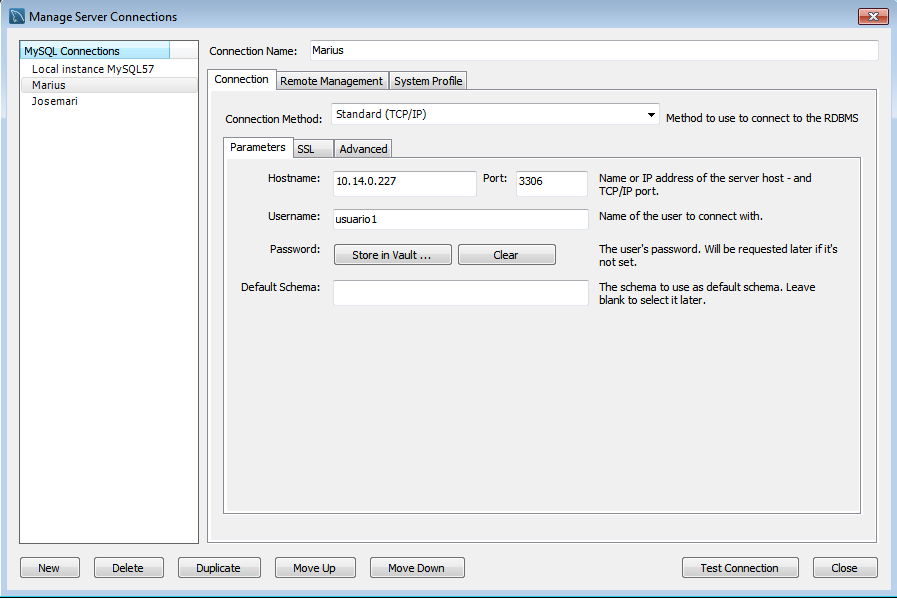 Manage Server Connections
MySQL Connections
Local instance MySQL57
Marius
Josemari
Connection Name: Marius
Connection Remote Management System Profile
Connection Method: Standard (TCP/IP) Method to use to connect to the RDBMS
Parameters SSL Advanced
Hostname: 10.14.0.227 Port: 3306 Name or IP address of the server host - and
TCP/IP port.
Username: usuario1 Name of the user to connect with.
Password: Store in Vault ... Clear The user's password. Will be requested later if it's
not set.
Default Schema: The schema to use as default schema. Leave
blank to select it later.
New Delete Duplicate Move Up Move Down Test Connection Close